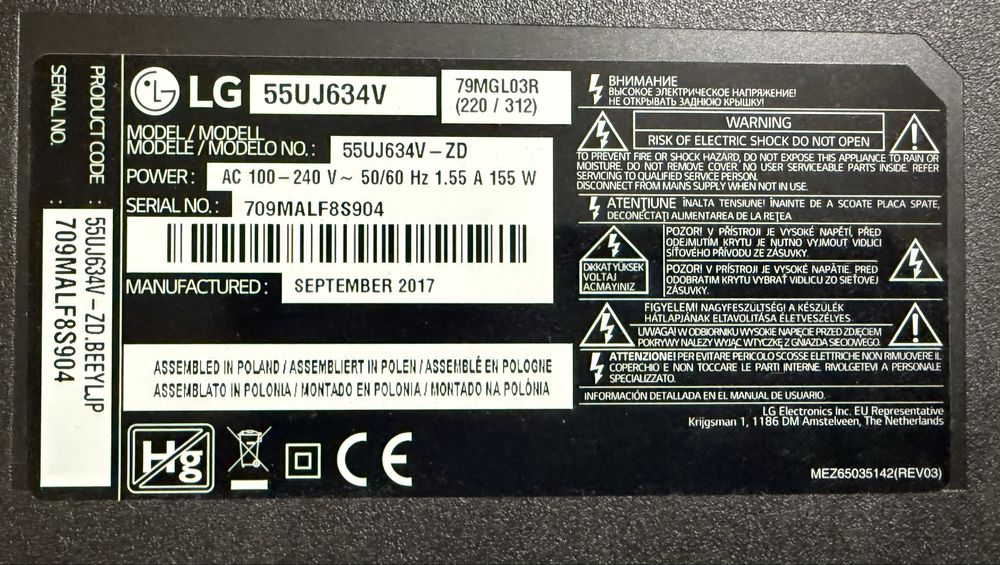 PRODUCT CODE : 55UJ634V-ZD.BEEYLJP
SERIAL NO. : 709MALF8S904
LG 55UJ634V
79MGL03R
(220 / 312)
MODEL / MODELL
MODÈLE / MODELO NO. : 55UJ634V-ZD
POWER : AC 100-240 V~ 50/60 Hz 1.55 A 155 W
SERIAL NO. : 709MALF8S904
MANUFACTURED : SEPTEMBER 2017
ASSEMBLED IN POLAND / ASSEMBLIERT IN POLEN / ASSEMBLÉ EN POLOGNE
ASSEMBLATO IN POLONIA / MONTADO EN POLONIA / MONTADO NA POLÔNIA
Hg
CE
ВНИМАНИЕ
ВЫСОКОЕ ЭЛЕКТРИЧЕСКОЕ НАПРЯЖЕНИЕ!
НЕ ОТКРЫВАТЬ ЗАДНЮЮ КРЫШКУ!
WARNING
RISK OF ELECTRIC SHOCK DO NOT OPEN
TO PREVENT FIRE OR SHOCK HAZARD, DO NOT EXPOSE THIS APPLIANCE TO RAIN OR
MOISTURE. DO NOT REMOVE COVER. NO USER SERVICEABLE PARTS INSIDE. REFER
SERVICING TO QUALIFIED SERVICE PERSON.
DISCONNECT FROM MAINS SUPPLY WHEN NOT IN USE.
ATENȚIUNE ÎNALTA TENSIUNE! ÎNAINTE DE A SCOATE PLACA SPATE,
DECONECTAȚI ALIMENTAREA DE LA REȚEA
DIKKAT YÜKSEK
VOLTAJ
AÇMAYINIZ
POZOR! V PŘÍSTROJI JE VYSOKÉ NAPĚTÍ, PŘED
ODEJMUTÍM KRYTU JE NUTNO VYJMOUT VIDLICI
SÍŤOVÉHO PŘÍVODU ZE ZÁSUVKY.
POZOR! V PRÍSTROJI JE VYSOKÉ NAPÄTIE. PRED
ODOBRATÍM KRYTU VYBRAŤ VIDLICU ZO SIEŤOVEJ
ZÁSUVKY.
FIGYELEM! NAGYFESZÜLTSÉG! A KÉSZÜLÉK
HÁTLAPJÁNAK ELTÁVOLÍTÁSA ÉLETVESZÉLYES.
UWAGA! W ODBIORNIKU WYSOKIE NAPIĘCIE PRZED ZDJĘCIEM
POKRYWY NALEŻY WYJĄĆ WTYCZKĘ Z GNIAZDA SIECIOWEGO.
ATTENZIONE! PER EVITARE PERICOLO SCOSSE ELETTRICHE NON RIMUOVERE IL
COPERCHIO E NON TOCCARE LE PARTI INTERNE. RIVOLGETEVI A PERSONALE
SPECIALIZZATO.
INFORMACIÓN DETALLADA EN EL MANUAL DE USUARIO.
LG Electronics Inc. EU Representative
Krijgsman 1, 1186 DM Amstelveen, The Netherlands
MEZ65035142(REV03)